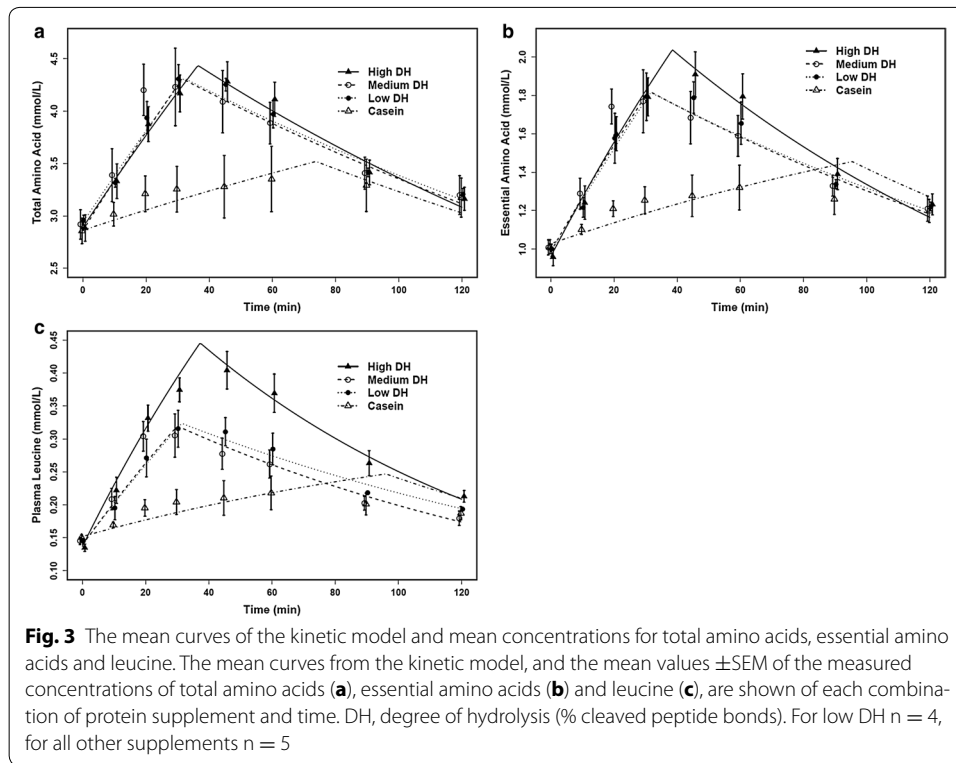 a
Total Amino Acid (mmol/L)
4.5
4.0
3.5
3.0
2.5
High DH
Medium DH
Low DH
Casein
0 20 40 60 80 100 120
Time (min)
b
Essential Amino Acid (mmol/L)
2.0
1.8
1.6
1.4
1.2
1.0
High DH
Medium DH
Low DH
Casein
0 20 40 60 80 100 120
Time (min)
c
Plasma Leucine (mmol/L)
0.45
0.40
0.35
0.30
0.25
0.20
0.15
0.10
High DH
Medium DH
Low DH
Casein
0 20 40 60 80 100 120
Time (min)
Fig. 3 The mean curves of the kinetic model and mean concentrations for total amino acids, essential amino
acids and leucine. The mean curves from the kinetic model, and the mean values ±SEM of the measured
concentrations of total amino acids (a), essential amino acids (b) and leucine (c), are shown of each combina-
tion of protein supplement and time. DH, degree of hydrolysis (% cleaved peptide bonds). For low DH n = 4,
for all other supplements n = 5